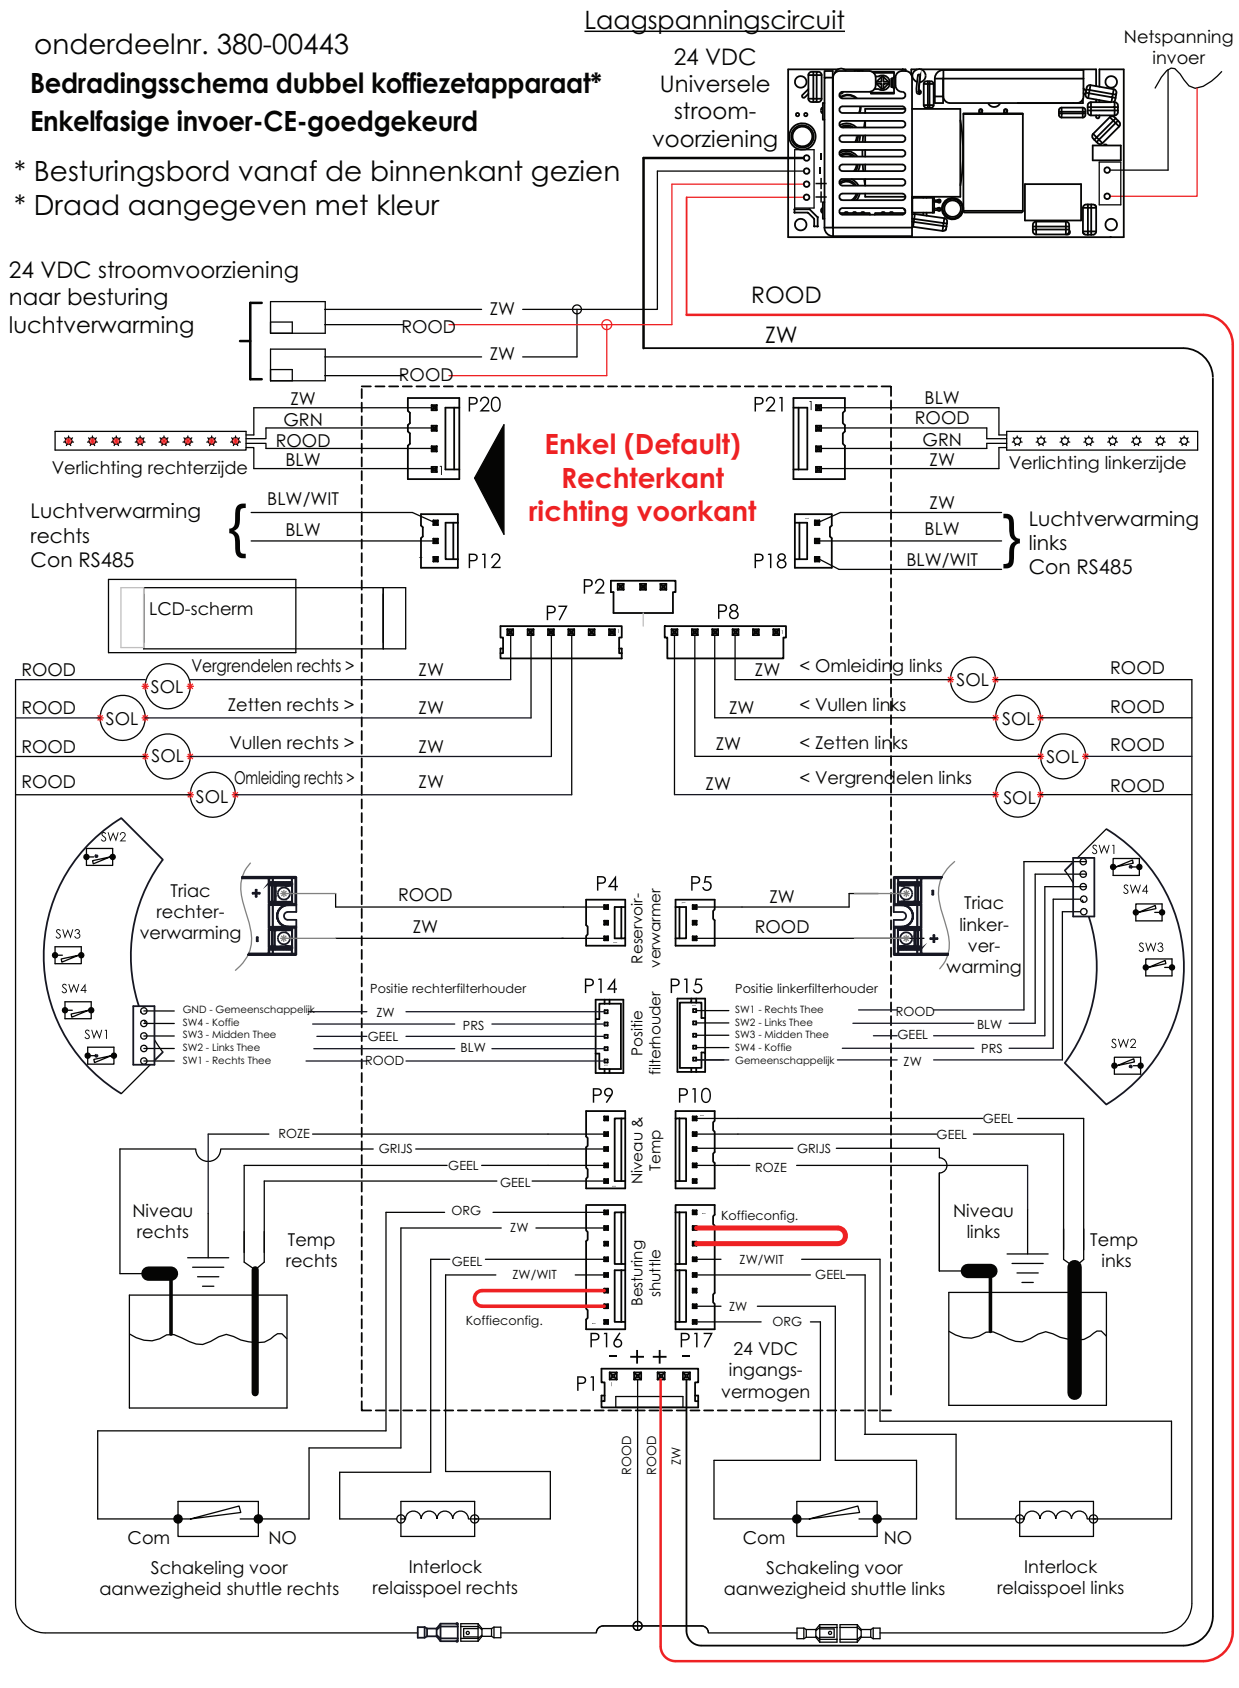 Laagspanningscircuit
onderdeelnr. 380-00443
Bedradingsschema dubbel koffiezetapparaat*
Enkelfasige invoer-CE-goedgekeurd
* Besturingsbord vanaf de binnenkant gezien
* Draad aangegeven met kleur
24 VDC
Universele
stroom-
voorziening
Netspanning
invoer
24 VDC stroomvoorziening
naar besturing
luchtverwarming
ZW
ROOD
ZW
ROOD
ROOD
ZW
ZW
GRN
ROOD
BLW
P20
Verlichting rechterzijde
Enkel (Default)
Rechterkant
richting voorkant
P21
BLW
ROOD
GRN
ZW
Verlichting linkerzijde
Luchtverwarming
rechts
Con RS485
BLW/WIT
BLW
P12
P18
ZW
BLW
BLW/WIT
Luchtverwarming
links
Con RS485
LCD-scherm
P2
P7
P8
ROOD
SOL
Vergrendelen rechts >
ZW
ROOD
SOL
Zetten rechts >
ZW
ROOD
SOL
Vullen rechts >
ZW
ROOD
SOL
Omleiding rechts >
ZW
ZW
< Omleiding links
SOL
ROOD
ZW
< Vullen links
SOL
ROOD
ZW
< Zetten links
SOL
ROOD
ZW
< Vergrendelen links
SOL
ROOD
SW2
SW3
SW4
SW1
Triac
rechter-
verwarming
+
-
ROOD
ZW
P4
P5
Reservoir-
verwarmer
ZW
ROOD
-
+
Triac
linker-
ver-
warming
SW1
SW4
SW3
SW2
Positie rechterfilterhouder
P14
P15
Positie linkerfilterhouder
GND - Gemeenschappelijk
SW4 - Koffie
SW3 - Midden Thee
SW2 - Links Thee
SW1 - Rechts Thee
ZW
PRS
GEEL
BLW
ROOD
Positie
filterhouder
SW1 - Rechts Thee
SW2 - Links Thee
SW3 - Midden Thee
SW4 - Koffie
Gemeenschappelijk
ROOD
BLW
GEEL
PRS
ZW
P9
P10
Niveau &
Temp
ROZE
GRIJS
GEEL
GEEL
GEEL
GEEL
GRIJS
ROZE
Niveau
rechts
Temp
rechts
Niveau
links
Temp
inks
ORG
ZW
GEEL
ZW/WIT
Koffieconfig.
Besturing
shuttle
Koffieconfig.
ZW/WIT
GEEL
ZW
ORG
P16
P17
- + + -
P1
24 VDC
ingangs-
vermogen
ROOD
ROOD
ZW
Com
NO
Schakeling voor
aanwezigheid shuttle rechts
Interlock
relaisspoel rechts
Com
NO
Schakeling voor
aanwezigheid shuttle links
Interlock
relaisspoel links